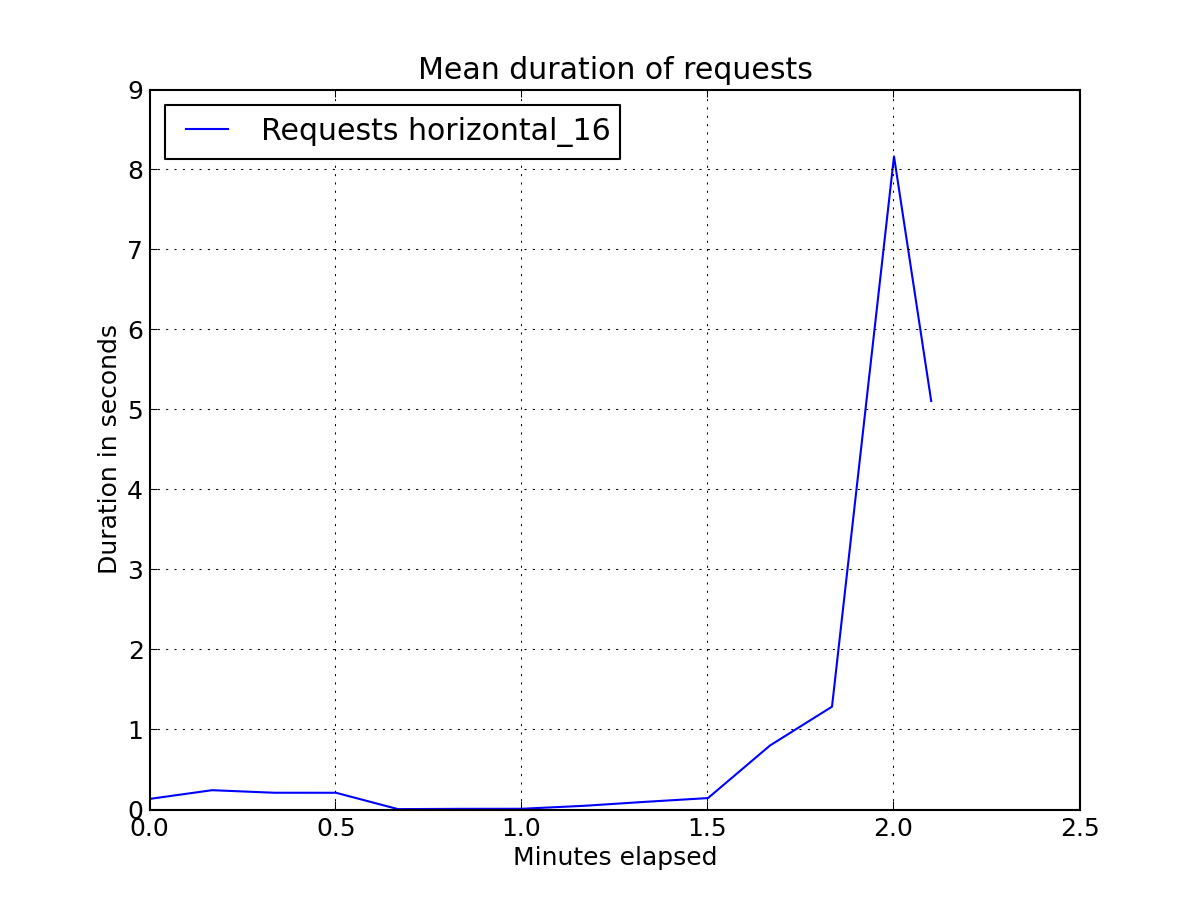 Mean duration of requests
Requests horizontal_16
9
8
7
6
5
4
3
2
1
0
Duration in seconds
0.0 0.5 1.0 1.5 2.0 2.5
Minutes elapsed